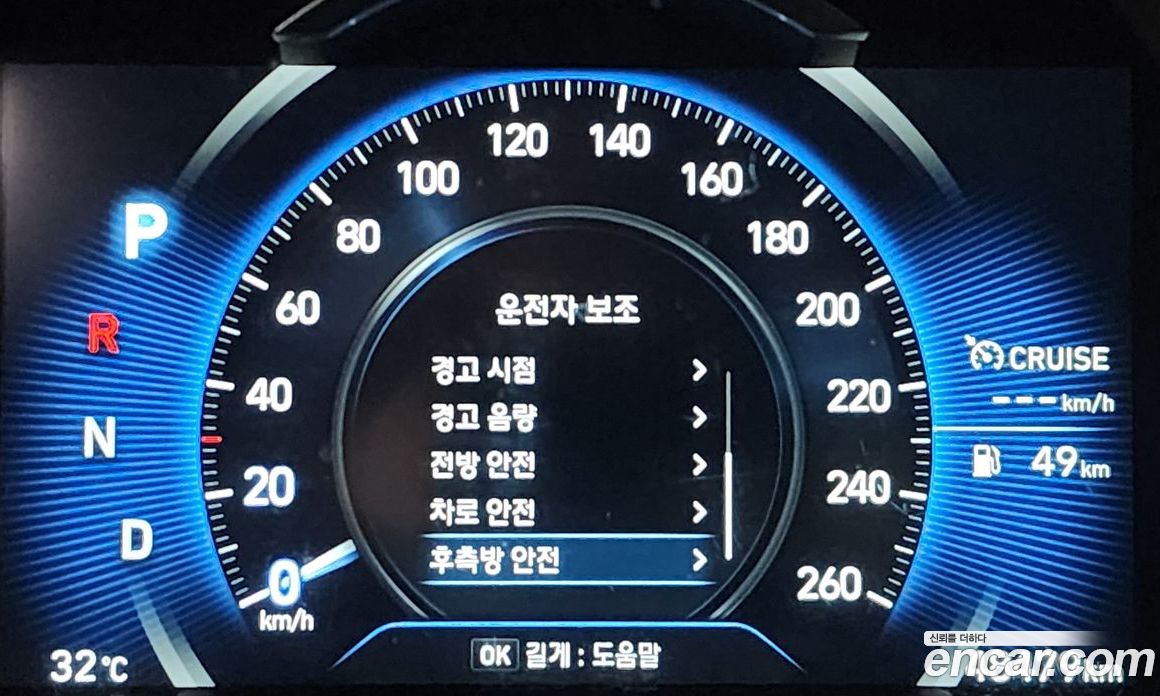 120 140
100 160
80 180
60 200
40 220
20 240
0 260
km/h
P
R
N
D
운전자 보조
경고 시점
경고 음량
전방 안전
차로 안전
후측방 안전
OK 길게 : 도움말
CRUISE
---km/h
49 km
32°C
신뢰를 더하다
encar.com
km